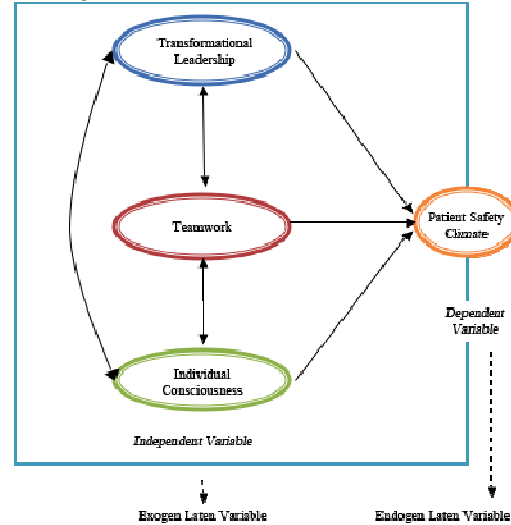 Transformational
Leadership
Teamwork
Patient Safety
Climate
Dependent
Variable
Individual
Consciousness
Independent Variable
Exogen Laten Variable
Endogen Laten Variable